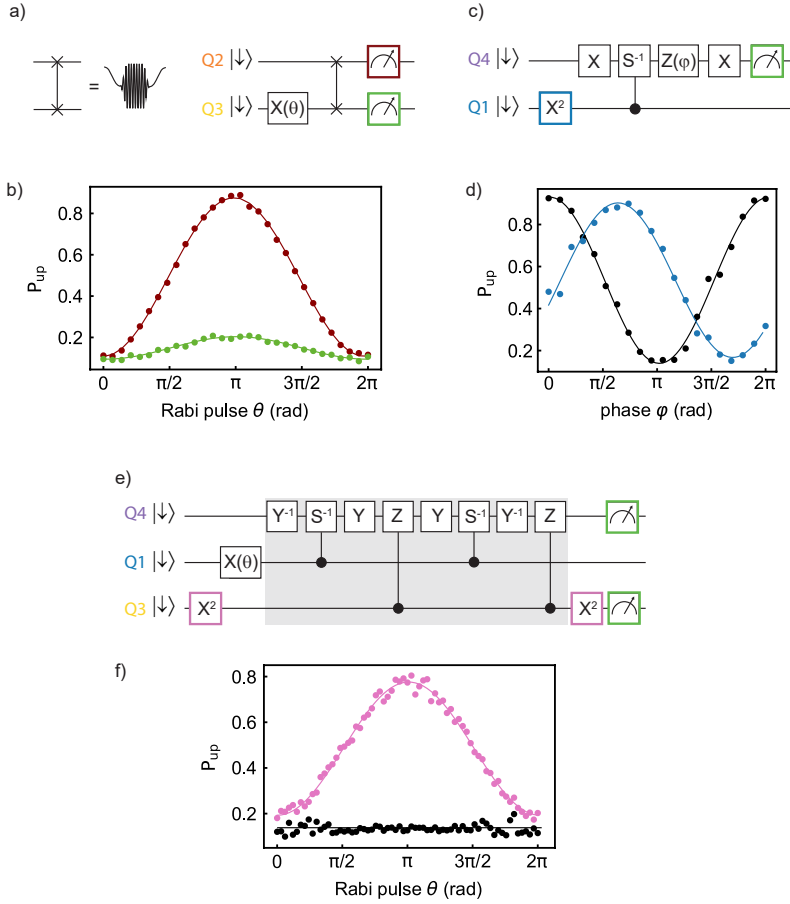 a)
=
Q2 |↓⟩
Q3 |↓⟩ X(θ)
c)
Q4 |↓⟩ X S⁻¹ Z(φ) X
Q1 |↓⟩ X²
b)
P_up
0.8
0.6
0.4
0.2
0 π/2 π 3π/2 2π
Rabi pulse θ (rad)
d)
P_up
0.8
0.6
0.4
0.2
0 π/2 π 3π/2 2π
phase φ (rad)
e)
Q4 |↓⟩ Y⁻¹ S⁻¹ Y Z Y S⁻¹ Y⁻¹ Z
Q1 |↓⟩ X(θ)
Q3 |↓⟩ X² X²
f)
P_up
0.8
0.6
0.4
0.2
0 π/2 π 3π/2 2π
Rabi pulse θ (rad)